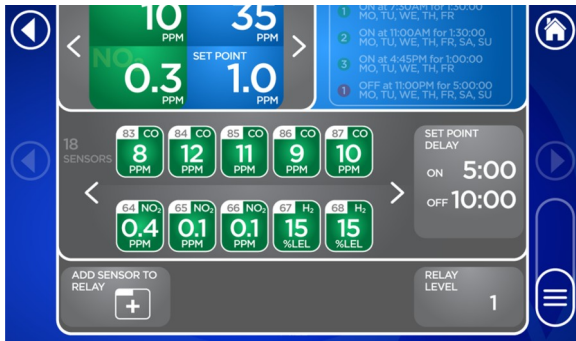 10
PPM
35
PPM
NO₂
0.3
PPM
SET POINT
1.0
PPM
1 ON at 7:30AM for 1:30:00
MO, TU, WE, TH, FR
2 ON at 11:00AM for 1:30:00
MO, TU, WE, TH, FR, SA, SU
3 ON at 4:45PM for 1:00:00
MO, TU, WE, TH, FR
1 OFF at 11:00PM for 5:00:00
MO, TU, WE, TH, FR, SA, SU
18
SENSORS
83 CO
8
PPM
84 CO
12
PPM
85 CO
11
PPM
86 CO
9
PPM
87 CO
10
PPM
64 NO₂
0.4
PPM
65 NO₂
0.1
PPM
66 NO₂
0.1
PPM
67 H₂
15
%LEL
68 H₂
15
%LEL
SET POINT
DELAY
ON 5:00
OFF 10:00
ADD SENSOR TO
RELAY
+
RELAY
LEVEL
1